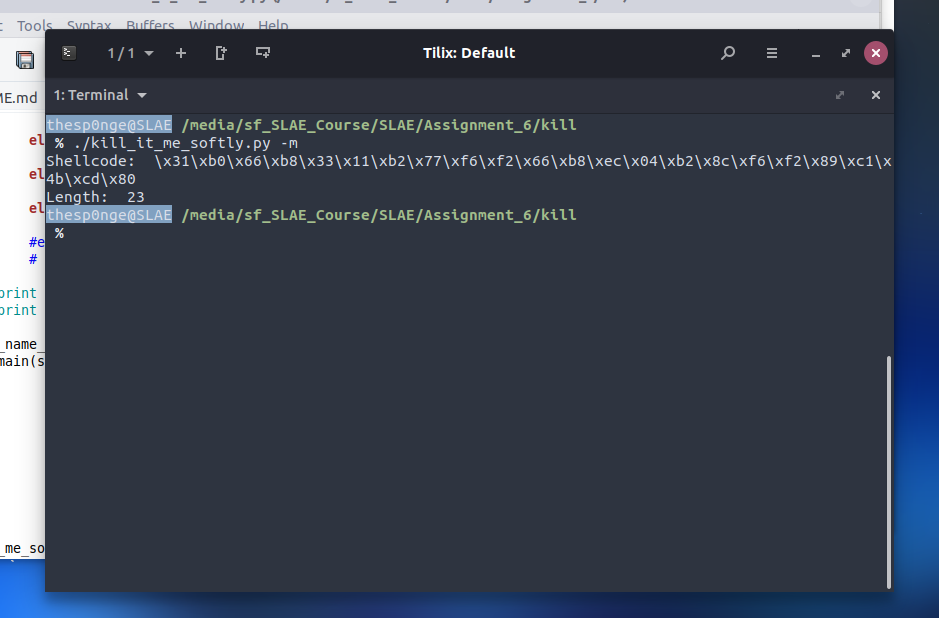 Tools Syntax Buffers Window Help
1 / 1
Tilix: Default
1: Terminal
ME.md
thesp0nge@SLAE /media/sf_SLAE_Course/SLAE/Assignment_6/kill
% ./kill_it_me_softly.py -m
Shellcode: \x31\xb0\x66\xb8\x33\x11\xb2\x77\xf6\xf2\x66\xb8\xec\x04\xb2\x8c\xf6\xf2\x89\xc1\x
4b\xcd\x80
Length: 23
thesp0nge@SLAE /media/sf_SLAE_Course/SLAE/Assignment_6/kill
%
el
el
el
#e
#
print
print
_name_
main(s
_me_so